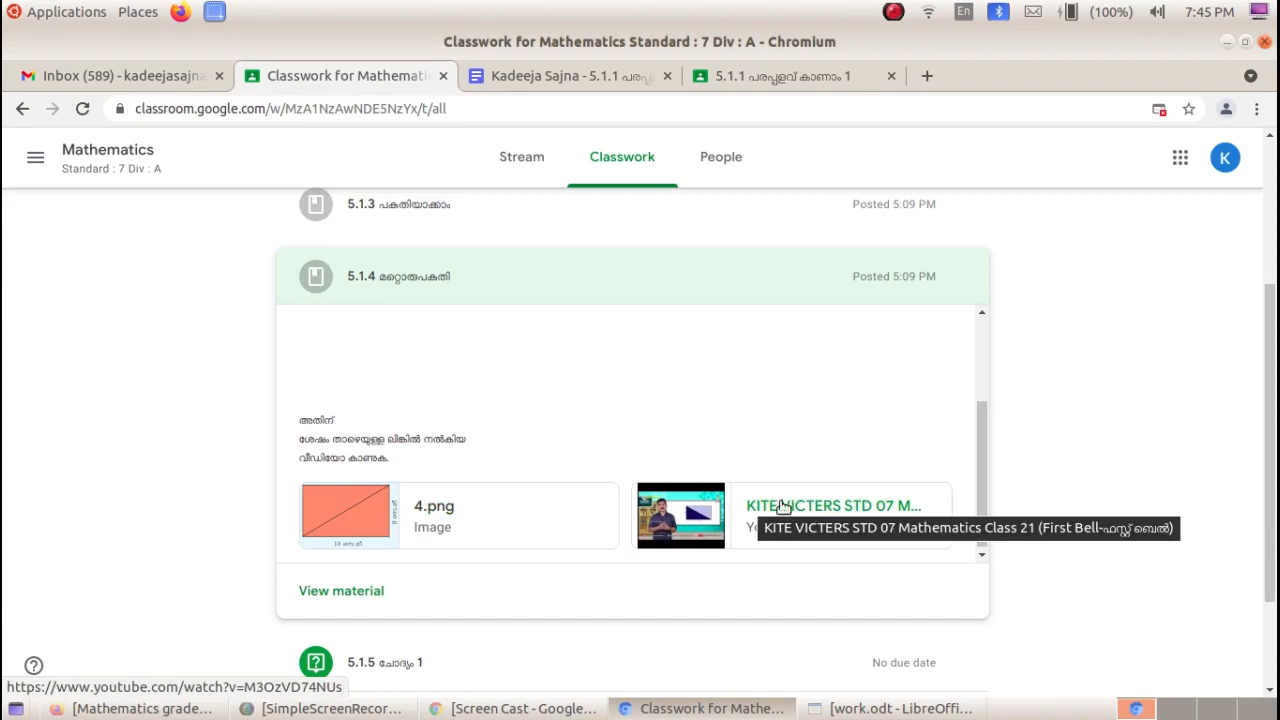 Applications Places En (100%) 7:45 PM
Classwork for Mathematics Standard : 7 Div : A - Chromium
Inbox (589) - kadeejasajna Classwork for Mathemati Kadeeja Sajna - 5.1.1 പരപ്പള 5.1.1 പരപ്പളവ് കാണാം 1
classroom.google.com/w/MzA1NzAwNDE5NzYx/t/all
Mathematics
Standard : 7 Div : A
Stream Classwork People
K
5.1.3 പകുതിയാക്കാം Posted 5:09 PM
5.1.4 മറ്റൊരുപകുതി Posted 5:09 PM
അതിന്
ശേഷം താഴെയുള്ള ലിങ്കിൽ നൽകിയ
വീഡിയോ കാണുക.
4.png
Image
KITE VICTERS STD 07 M...
KITE VICTERS STD 07 Mathematics Class 21 (First Bell-ഫസ്റ്റ് ബെൽ)
View material
5.1.5 ചോദ്യം 1 No due date
https://www.youtube.com/watch?v=M3OzVD74NUs
[Mathematics grade... [SimpleScreenRecor... [Screen Cast - Google... Classwork for Mathe... [work.odt - LibreOffi...